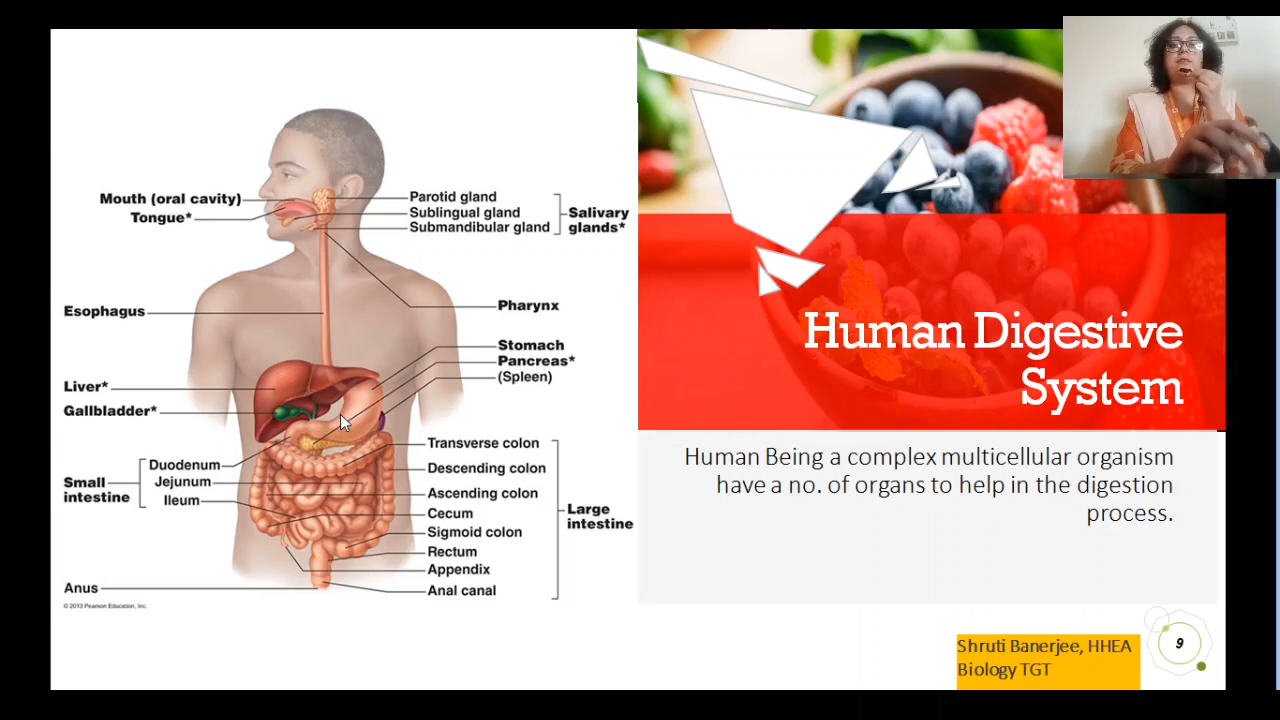 Mouth (oral cavity)
Tongue*
Parotid gland
Sublingual gland
Submandibular gland
Salivary
glands*
Esophagus
Pharynx
Stomach
Pancreas*
(Spleen)
Liver*
Gallbladder*
Small
intestine
Duodenum
Jejunum
Ileum
Transverse colon
Descending colon
Ascending colon
Cecum
Sigmoid colon
Rectum
Appendix
Anal canal
Large
intestine
Anus
© 2013 Pearson Education, Inc.
Human Digestive
System
Human Being a complex multicellular organism
have a no. of organs to help in the digestion
process.
Shruti Banerjee, HHEA
Biology TGT
9